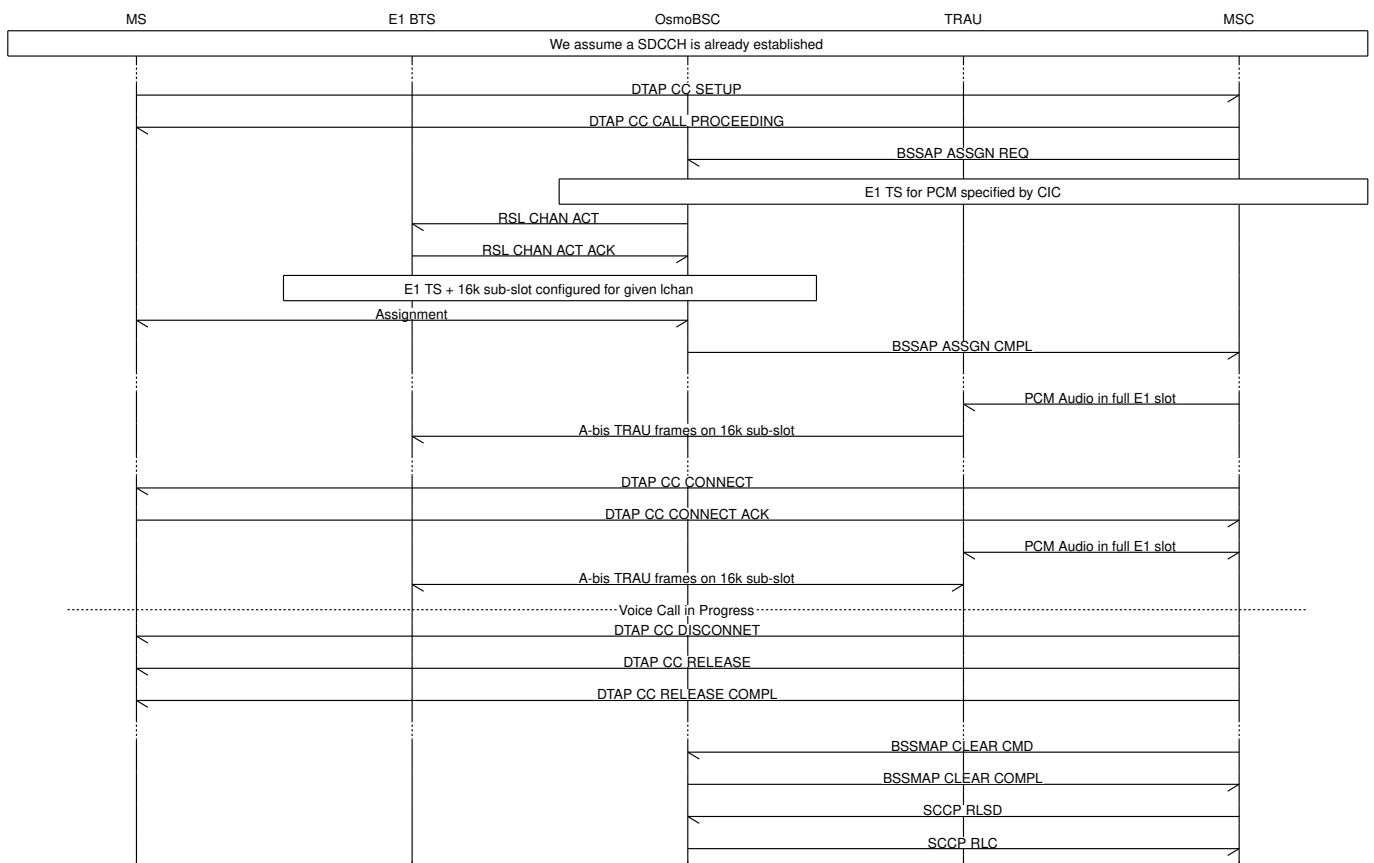 MS E1 BTS OsmoBSC TRAU MSC
We assume a SDCCH is already established
DTAP CC SETUP
DTAP CC CALL PROCEEDING
BSSAP ASSGN REQ
E1 TS for PCM specified by CIC
RSL CHAN ACT
RSL CHAN ACT ACK
E1 TS + 16k sub-slot configured for given lchan
Assignment
BSSAP ASSGN CMPL
PCM Audio in full E1 slot
A-bis TRAU frames on 16k sub-slot
DTAP CC CONNECT
DTAP CC CONNECT ACK
PCM Audio in full E1 slot
A-bis TRAU frames on 16k sub-slot
Voice Call in Progress
DTAP CC DISCONNET
DTAP CC RELEASE
DTAP CC RELEASE COMPL
BSSMAP CLEAR CMD
BSSMAP CLEAR COMPL
SCCP RLSD
SCCP RLC